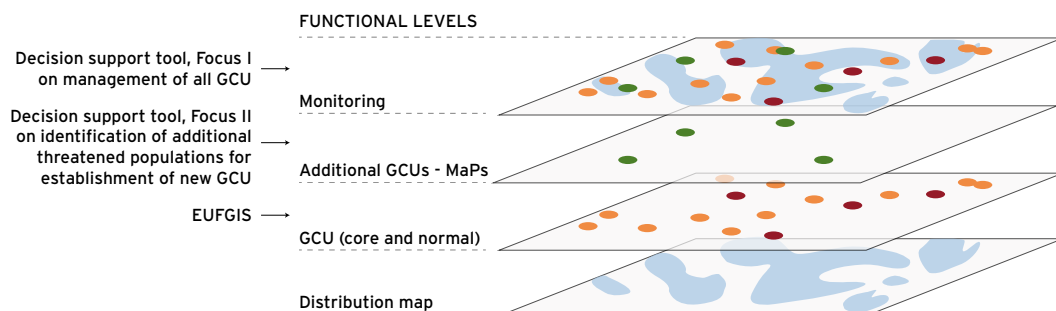 FUNCTIONAL LEVELS
Decision support tool, Focus I
on management of all GCU
Monitoring
Decision support tool, Focus II
on identification of additional
threatened populations for
establishment of new GCU
Additional GCUs - MaPs
EUFGIS
GCU (core and normal)
Distribution map